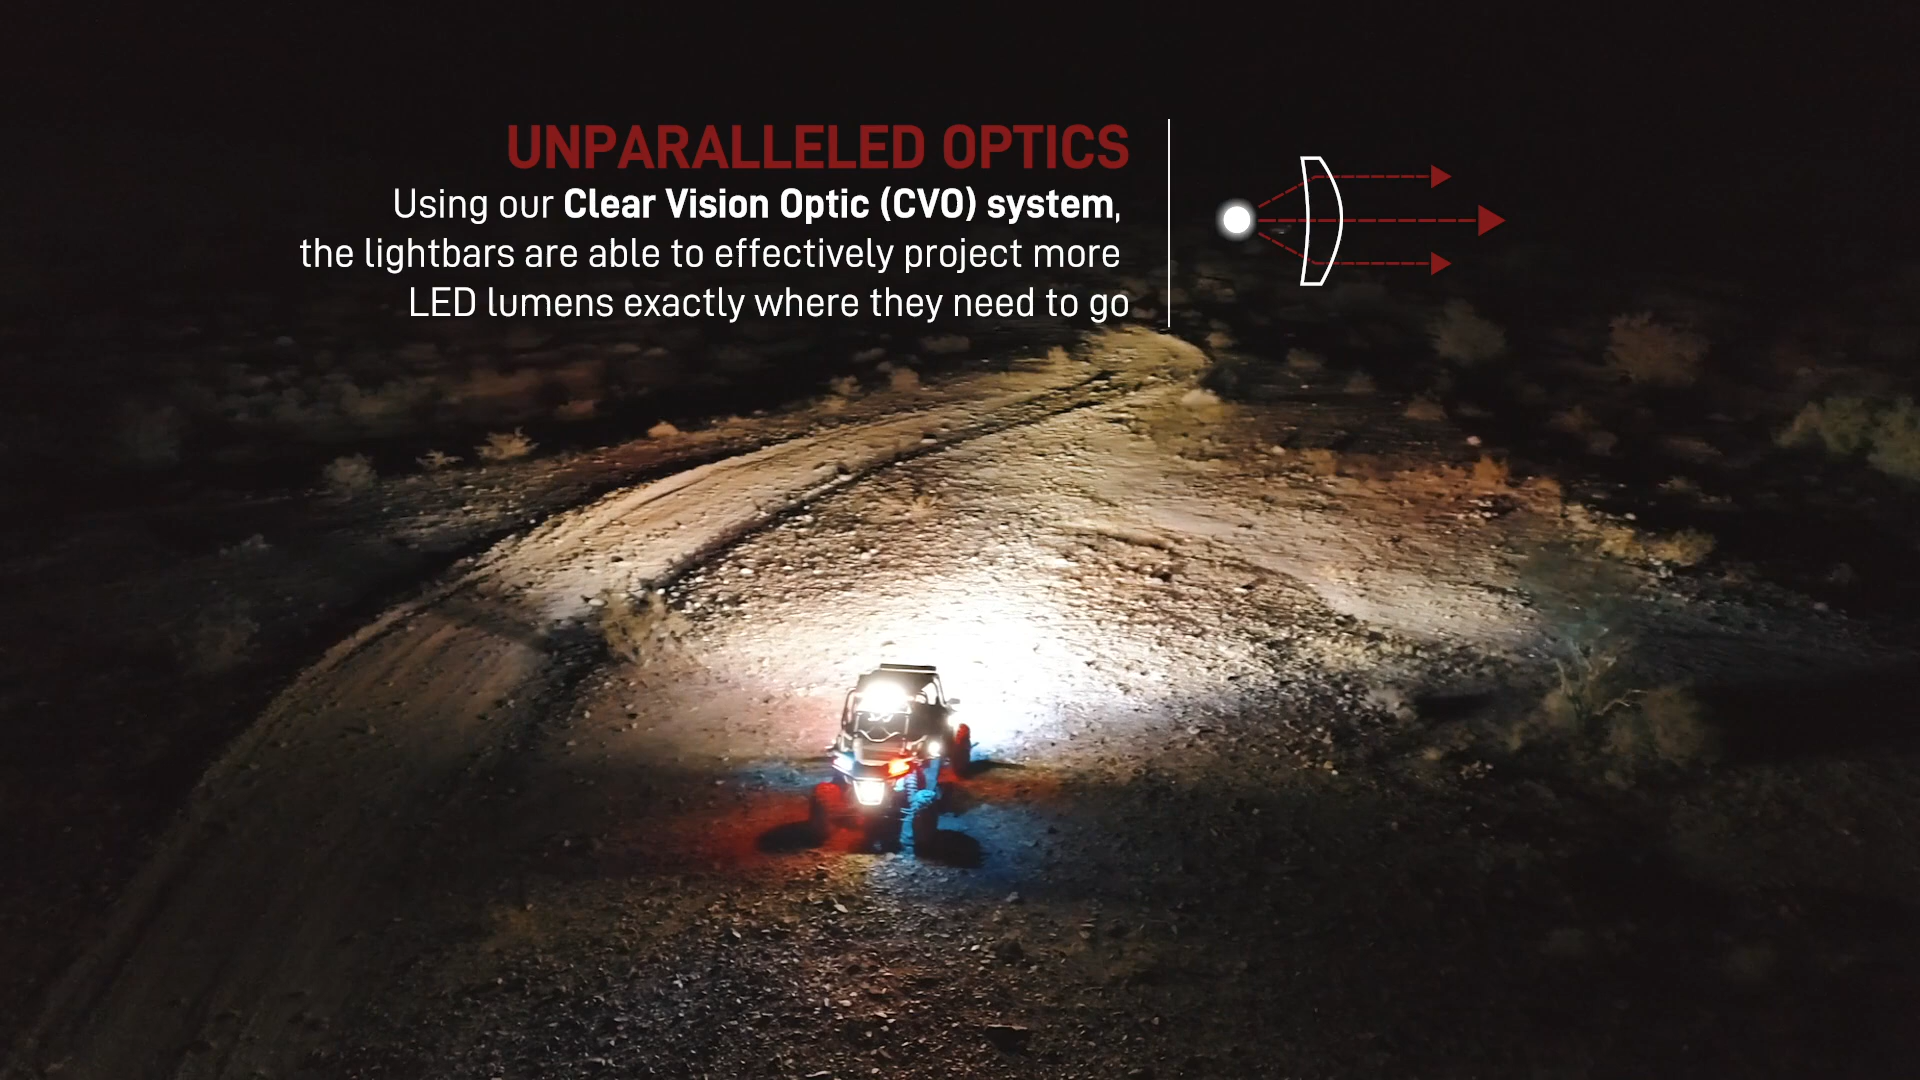 UNPARALLELED OPTICS
Using our Clear Vision Optic (CVO) system,
the lightbars are able to effectively project more
LED lumens exactly where they need to go